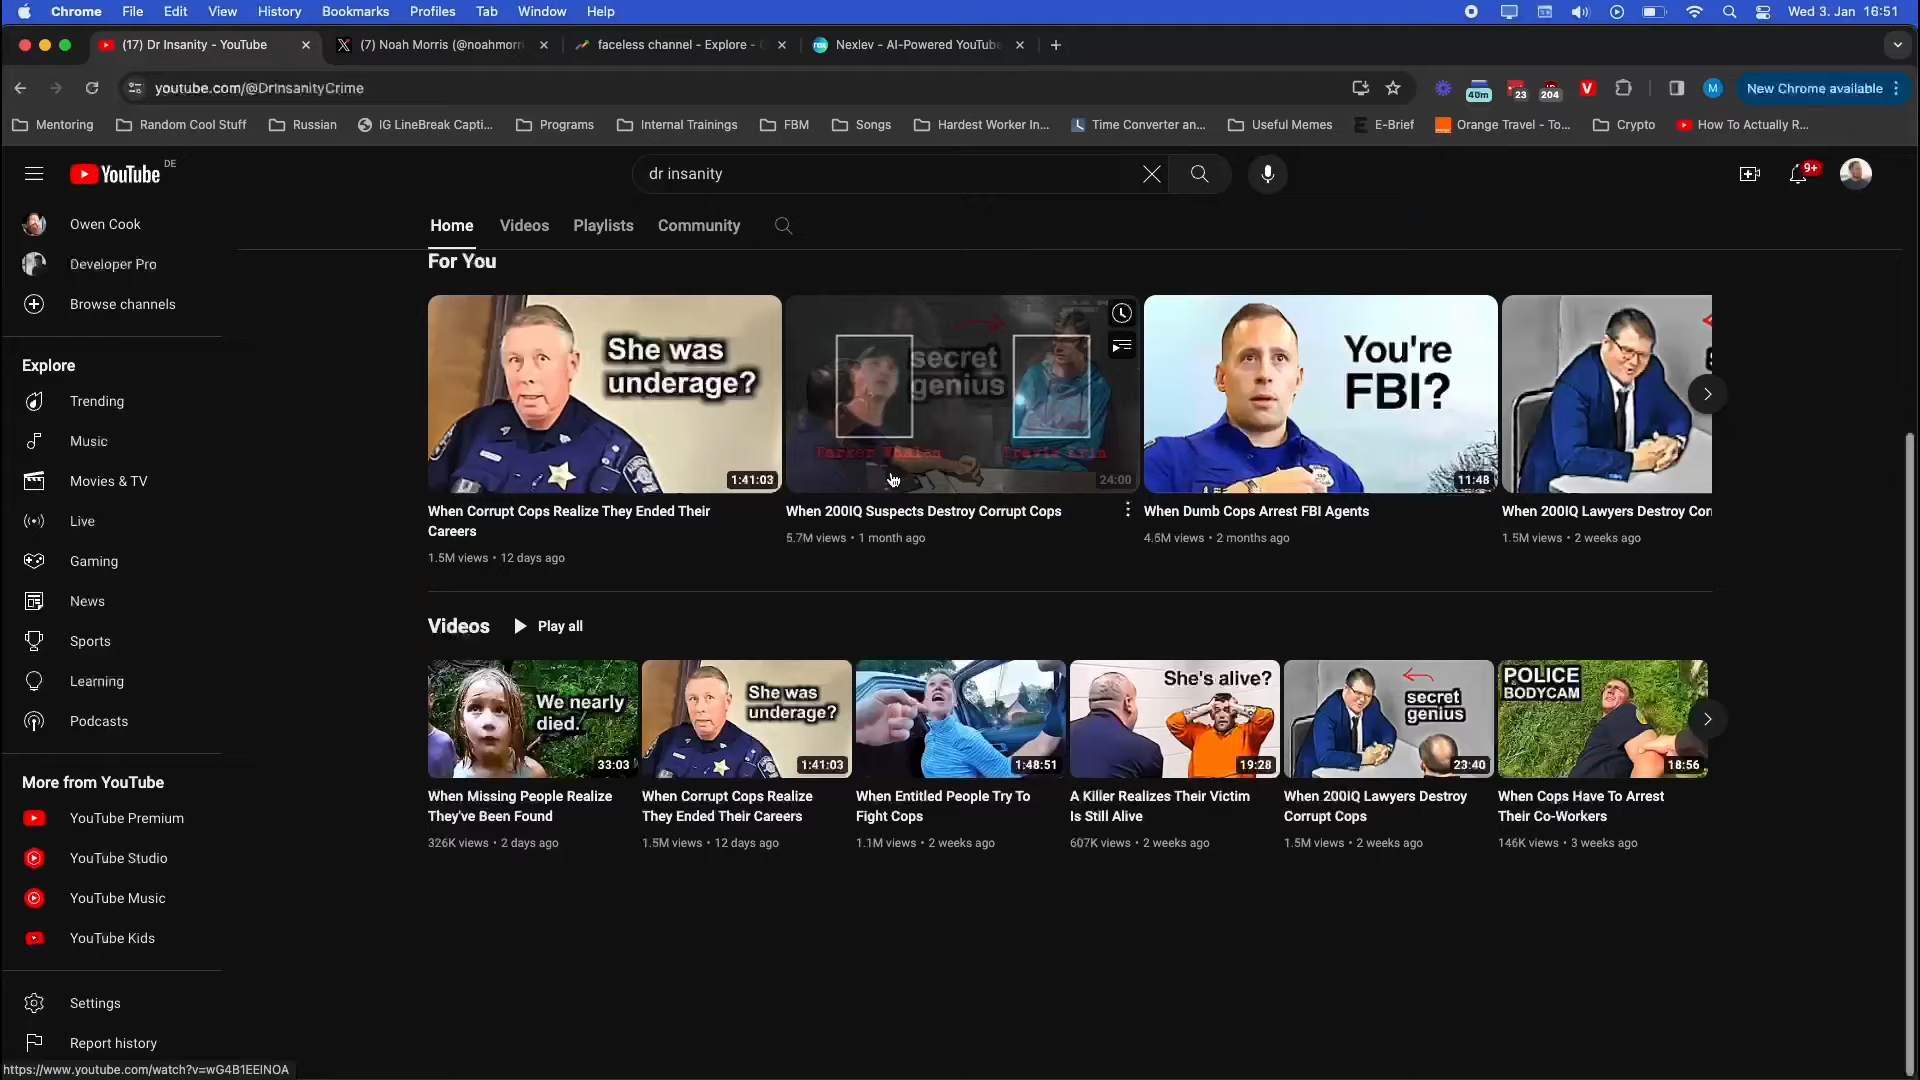 Chrome File Edit View History Bookmarks Profiles Tab Window Help
Wed 3. Jan 16:51
(17) Dr Insanity - YouTube
(7) Noah Morris (@noahmorri
faceless channel - Explore -
Nexlev - AI-Powered YouTube
youtube.com/@DrInsanityCrime
40m
23
204
M
New Chrome available
Mentoring
Random Cool Stuff
Russian
IG LineBreak Capti...
Programs
Internal Trainings
FBM
Songs
Hardest Worker In...
Time Converter an...
Useful Memes
E-Brief
Orange Travel - To...
Crypto
How To Actually R...
YouTube DE
dr insanity
9+
Owen Cook
Developer Pro
Browse channels
Explore
Trending
Music
Movies & TV
Live
Gaming
News
Sports
Learning
Podcasts
More from YouTube
YouTube Premium
YouTube Studio
YouTube Music
YouTube Kids
Settings
Report history
https://www.youtube.com/watch?v=wG4B1EEINOA
Home Videos Playlists Community
For You
She was
underage?
1:41:03
When Corrupt Cops Realize They Ended Their
Careers
1.5M views • 12 days ago
secret
genius
Parker Whalen
24:00
When 200IQ Suspects Destroy Corrupt Cops
5.7M views • 1 month ago
You're
FBI?
11:48
When Dumb Cops Arrest FBI Agents
4.5M views • 2 months ago
When 200IQ Lawyers Destroy Cor
1.5M views • 2 weeks ago
Videos
Play all
We nearly
died.
33:03
When Missing People Realize
They've Been Found
326K views • 2 days ago
She was
underage?
1:41:03
When Corrupt Cops Realize
They Ended Their Careers
1.5M views • 12 days ago
1:48:51
When Entitled People Try To
Fight Cops
1.1M views • 2 weeks ago
She's alive?
19:28
A Killer Realizes Their Victim
Is Still Alive
607K views • 2 weeks ago
secret
genius
23:40
When 200IQ Lawyers Destroy
Corrupt Cops
1.5M views • 2 weeks ago
POLICE
BODYCAM
18:56
When Cops Have To Arrest
Their Co-Workers
146K views • 3 weeks ago